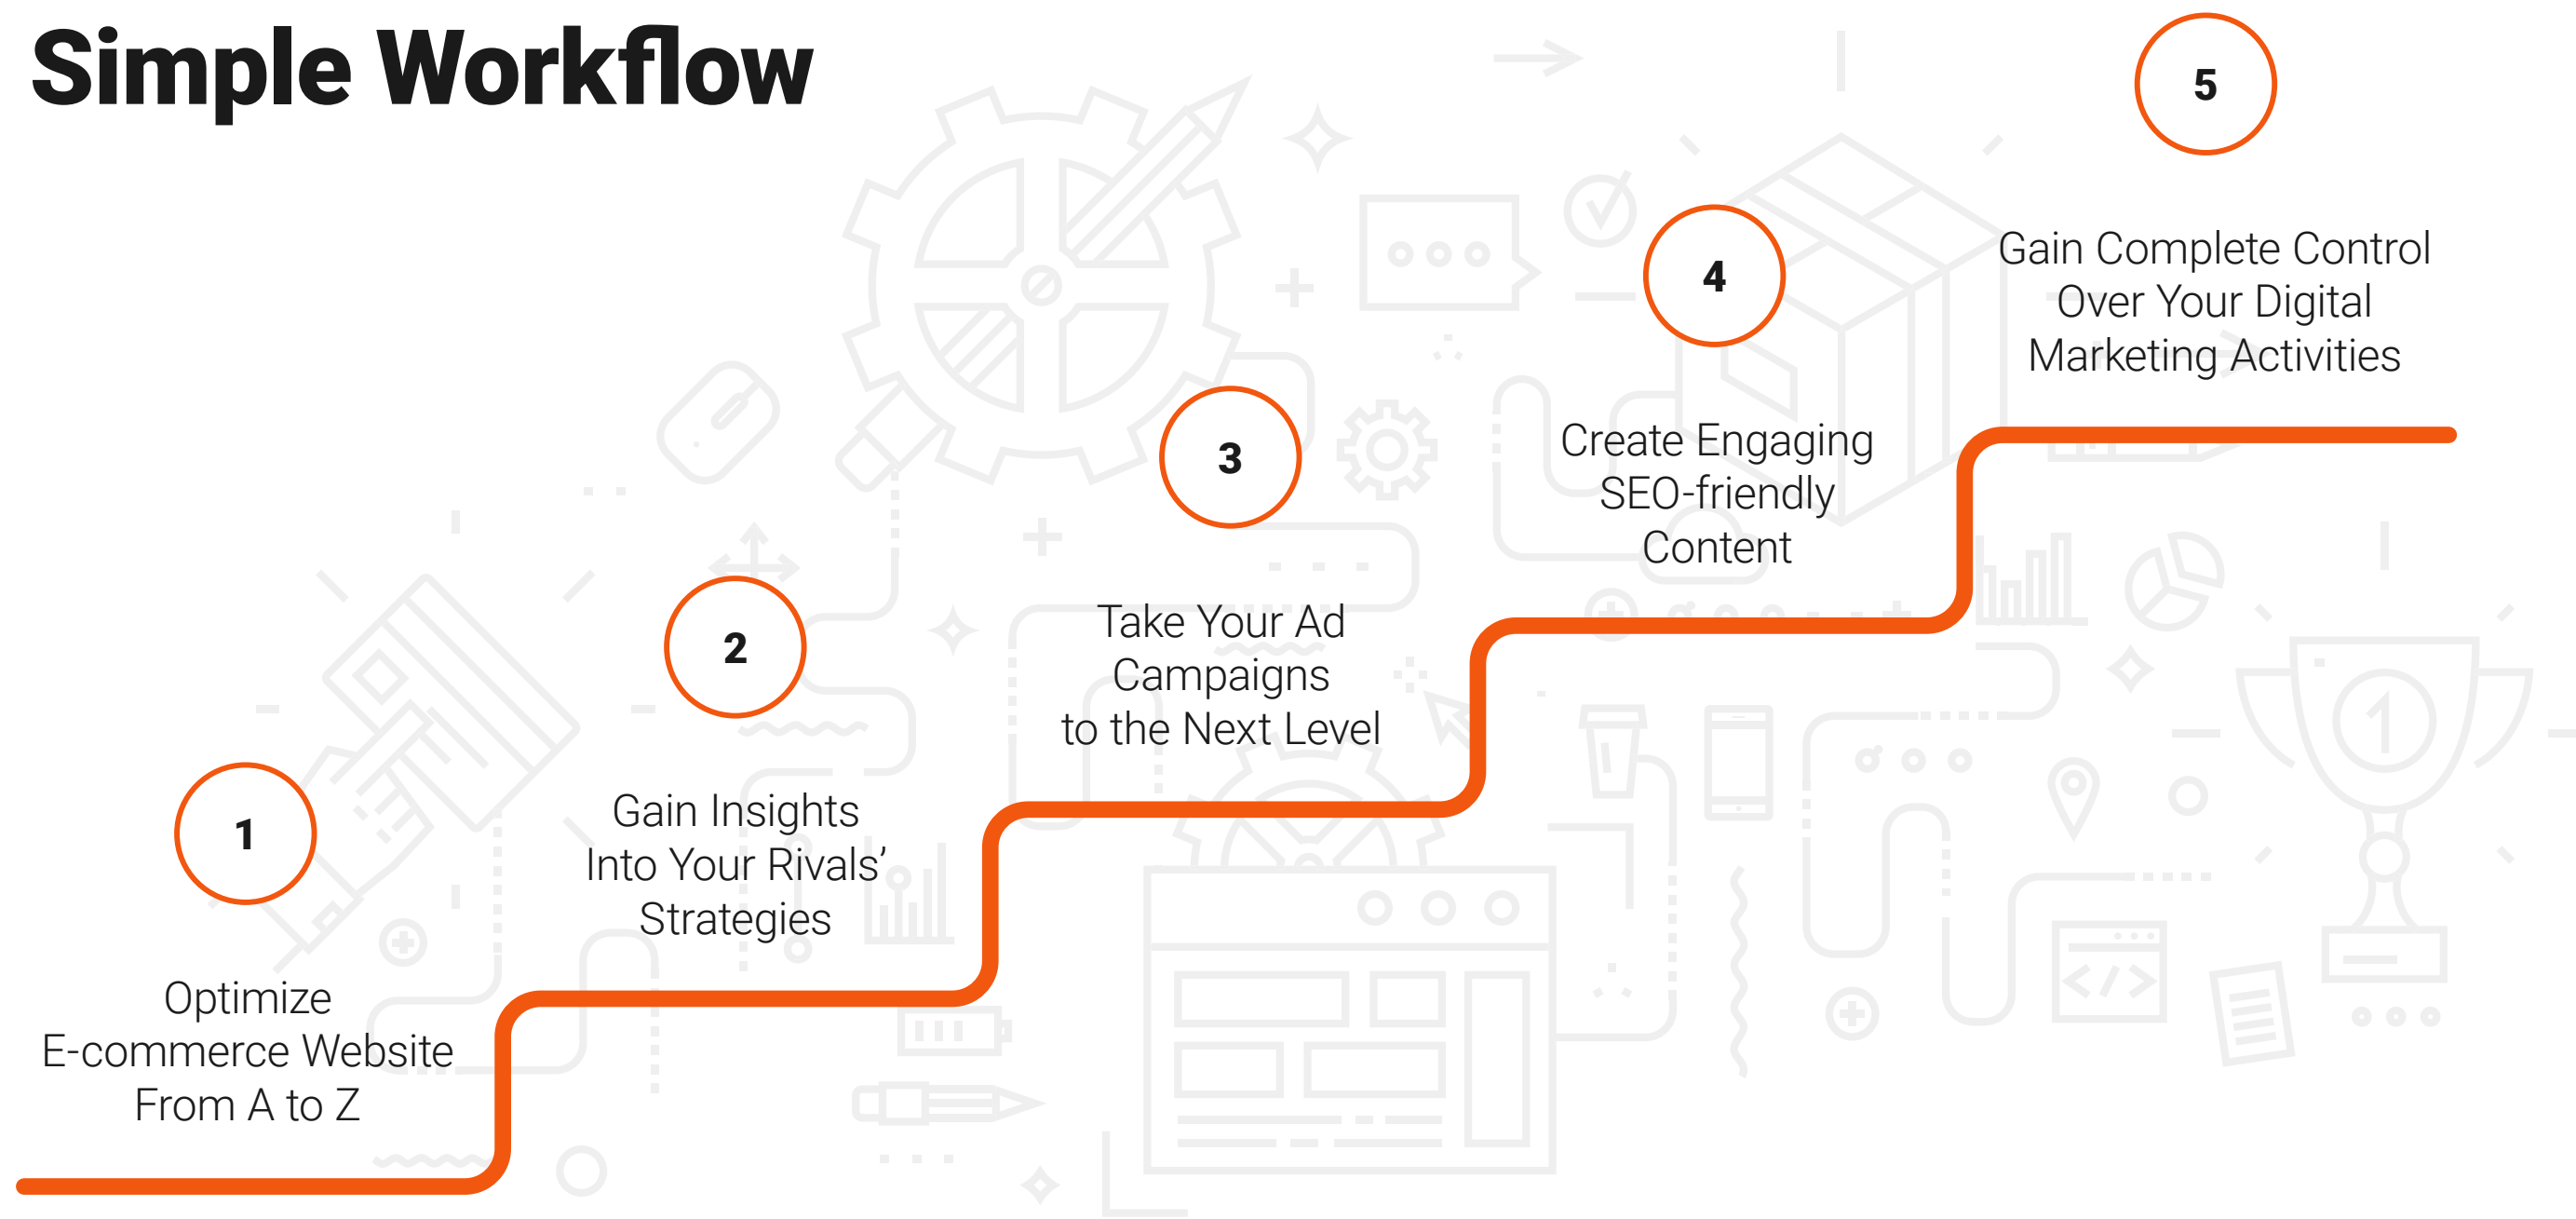 Simple Workflow
1
Optimize
E-commerce Website
From A to Z
2
Gain Insights
Into Your Rivals’
Strategies
3
Take Your Ad
Campaigns
to the Next Level
4
Create Engaging
SEO-friendly
Content
5
Gain Complete Control
Over Your Digital
Marketing Activities
1